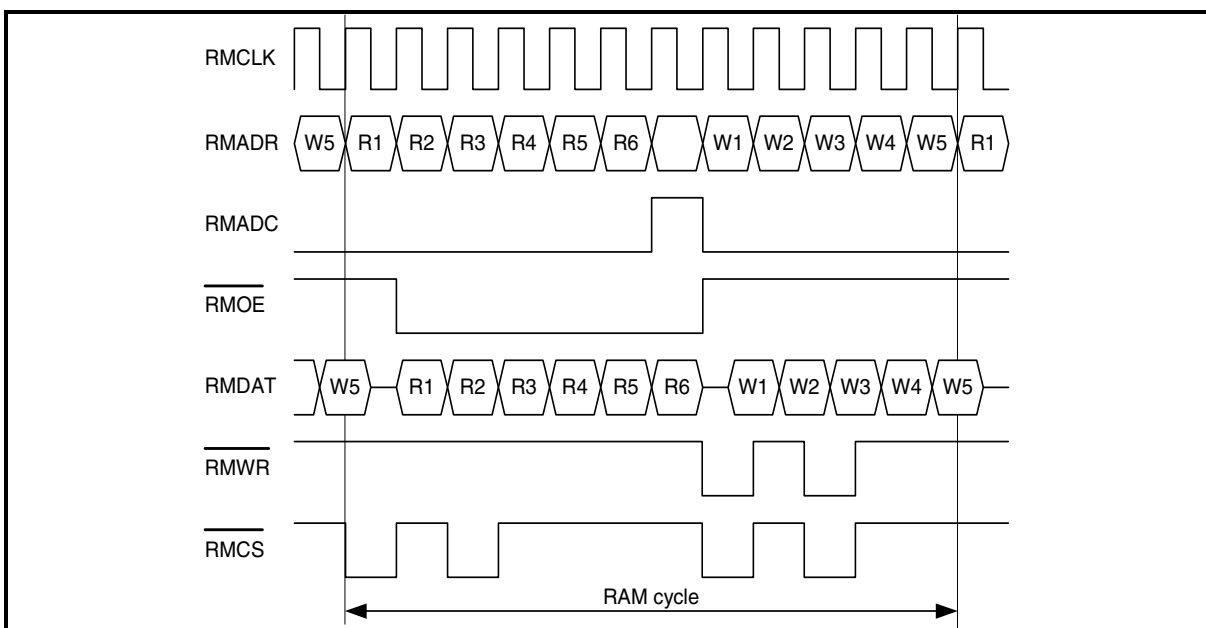 RMCLK
RMADR W5 R1 R2 R3 R4 R5 R6 W1 W2 W3 W4 W5 R1
RMADC
RMOE
RMDAT W5 R1 R2 R3 R4 R5 R6 W1 W2 W3 W4 W5
RMWR
RMCS
RAM cycle